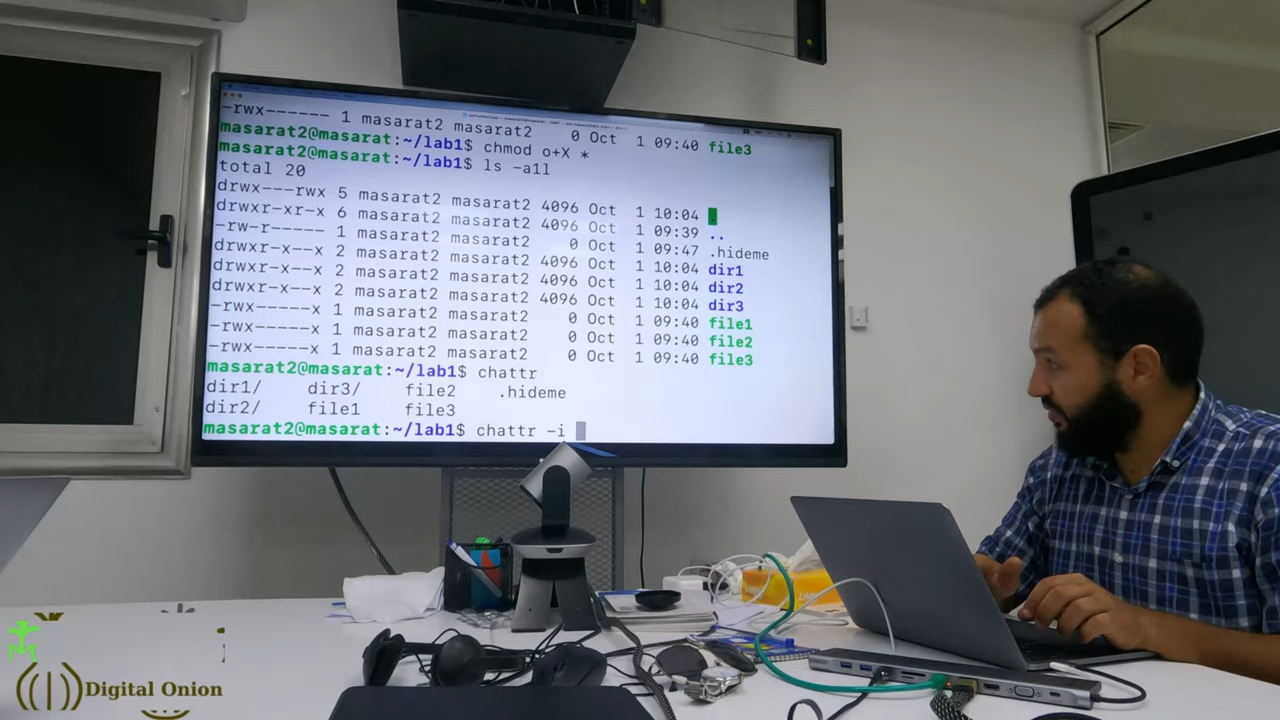 -rwx------ 1 masarat2 masarat2 0 Oct 1 09:40 file3
masarat2@masarat:~/lab1$ chmod o+X *
masarat2@masarat:~/lab1$ ls -a1l
total 20
drwx---rwx 5 masarat2 masarat2 4096 Oct 1 10:04 .
drwxr-xr-x 6 masarat2 masarat2 4096 Oct 1 09:39 ..
-rw-r----- 1 masarat2 masarat2 0 Oct 1 09:47 .hideme
drwxr-x--x 2 masarat2 masarat2 4096 Oct 1 10:04 dir1
drwxr-x--x 2 masarat2 masarat2 4096 Oct 1 10:04 dir2
drwxr-x--x 2 masarat2 masarat2 4096 Oct 1 10:04 dir3
-rwx-----x 1 masarat2 masarat2 0 Oct 1 09:40 file1
-rwx-----x 1 masarat2 masarat2 0 Oct 1 09:40 file2
-rwx-----x 1 masarat2 masarat2 0 Oct 1 09:40 file3
masarat2@masarat:~/lab1$ chattr
dir1/ dir3/ file2 .hideme
dir2/ file1 file3
masarat2@masarat:~/lab1$ chattr -i
Digital Onion